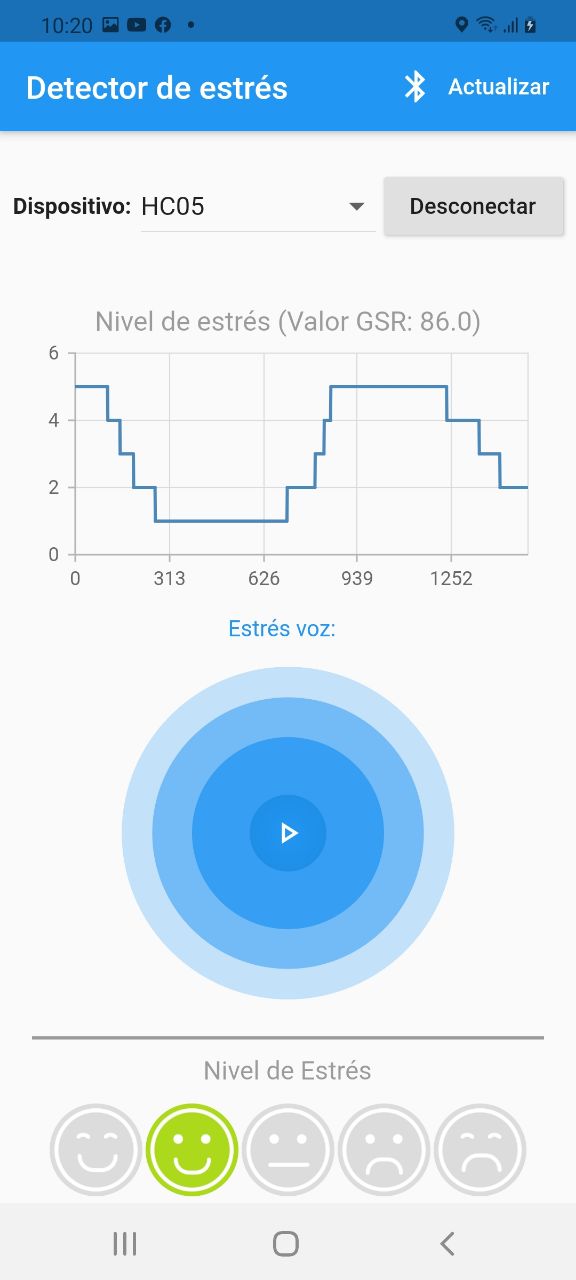 10:20
Detector de estrés
Actualizar
Dispositivo: HC05
Desconectar
Nivel de estrés (Valor GSR: 86.0)
6
4
2
0
0 313 626 939 1252
Estrés voz:
Nivel de Estrés